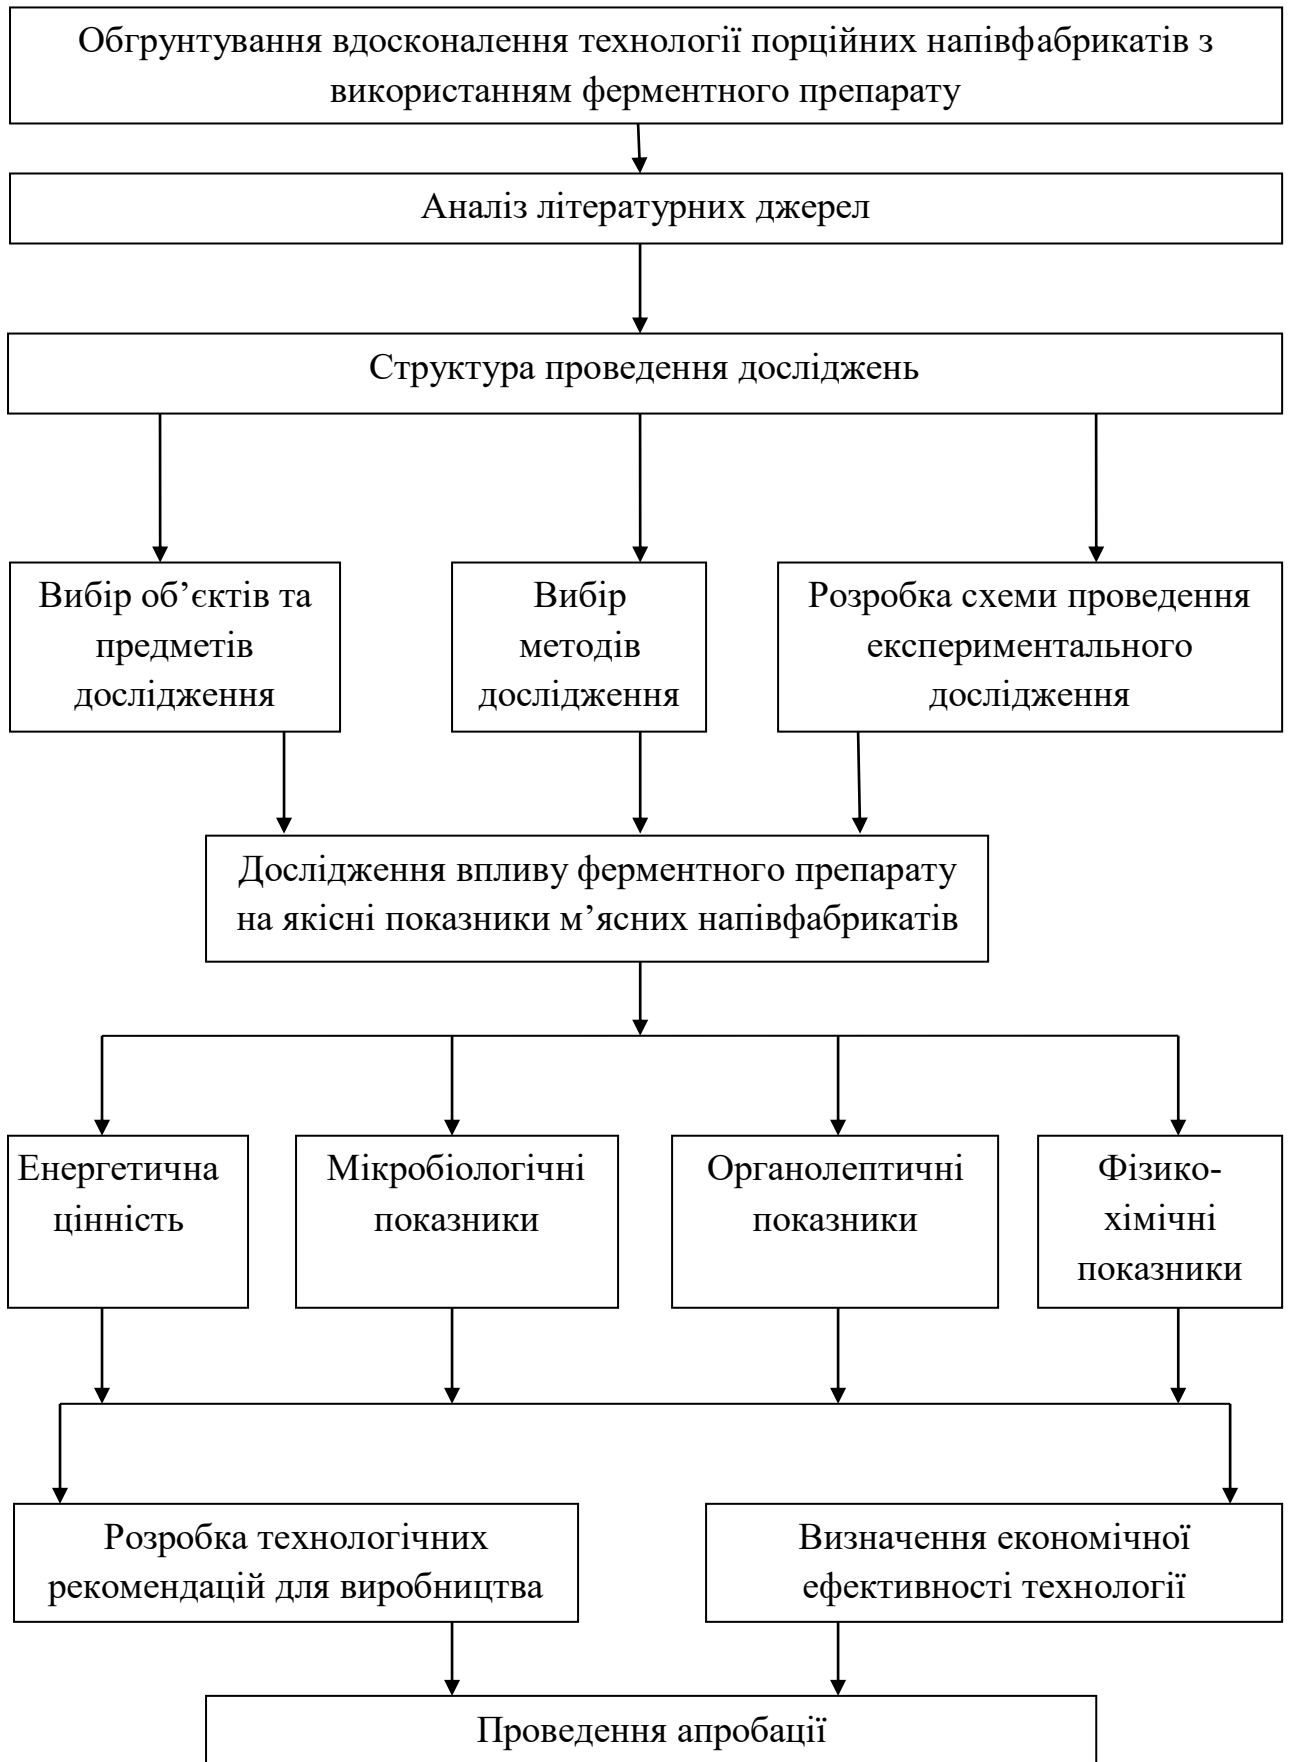 Обгрунтування вдосконалення технології порційних напівфабрикатів з
використанням ферментного препарату
Аналіз літературних джерел
Структура проведення досліджень
Вибір об’єктів та
предметів
дослідження
Вибір
методів
дослідження
Розробка схеми проведення
експериментального
дослідження
Дослідження впливу ферментного препарату
на якісні показники м’ясних напівфабрикатів
Енергетична
цінність
Мікробіологічні
показники
Органолептичні
показники
Фізико-
хімічні
показники
Розробка технологічних
рекомендацій для виробництва
Визначення економічної
ефективності технології
Проведення апробації